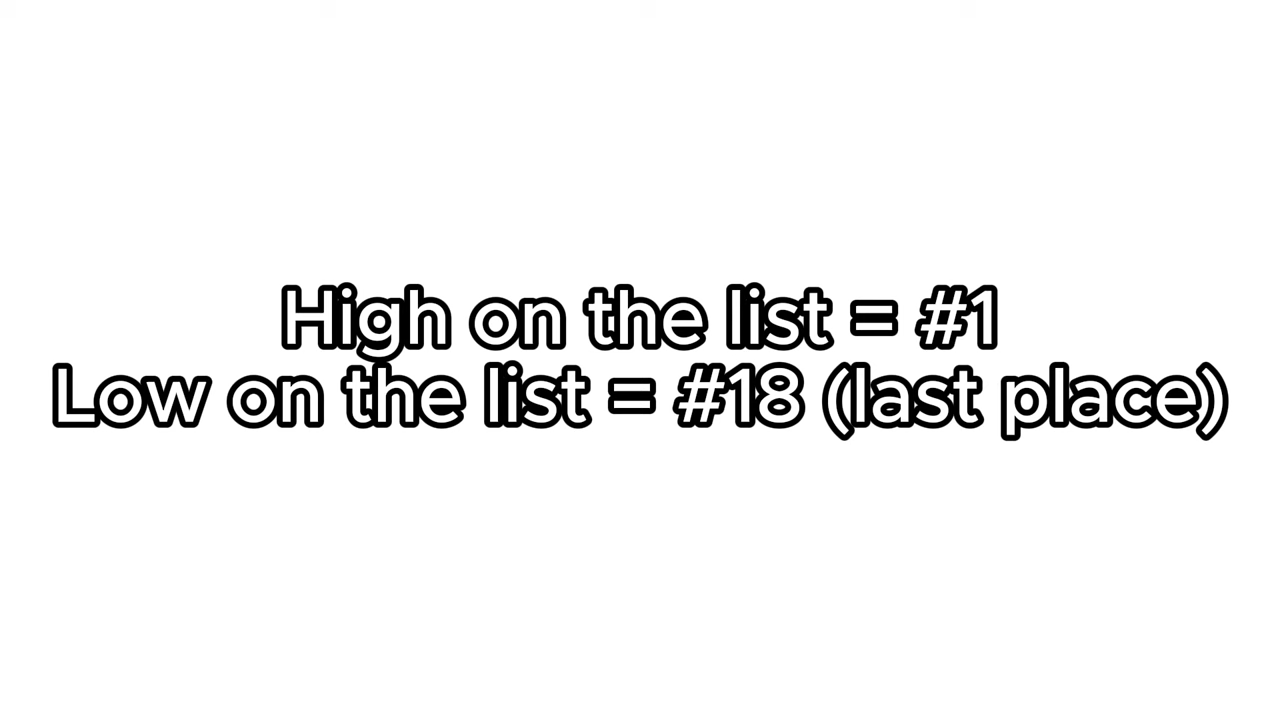 High on the list = #1
Low on the list = #18 (last place)